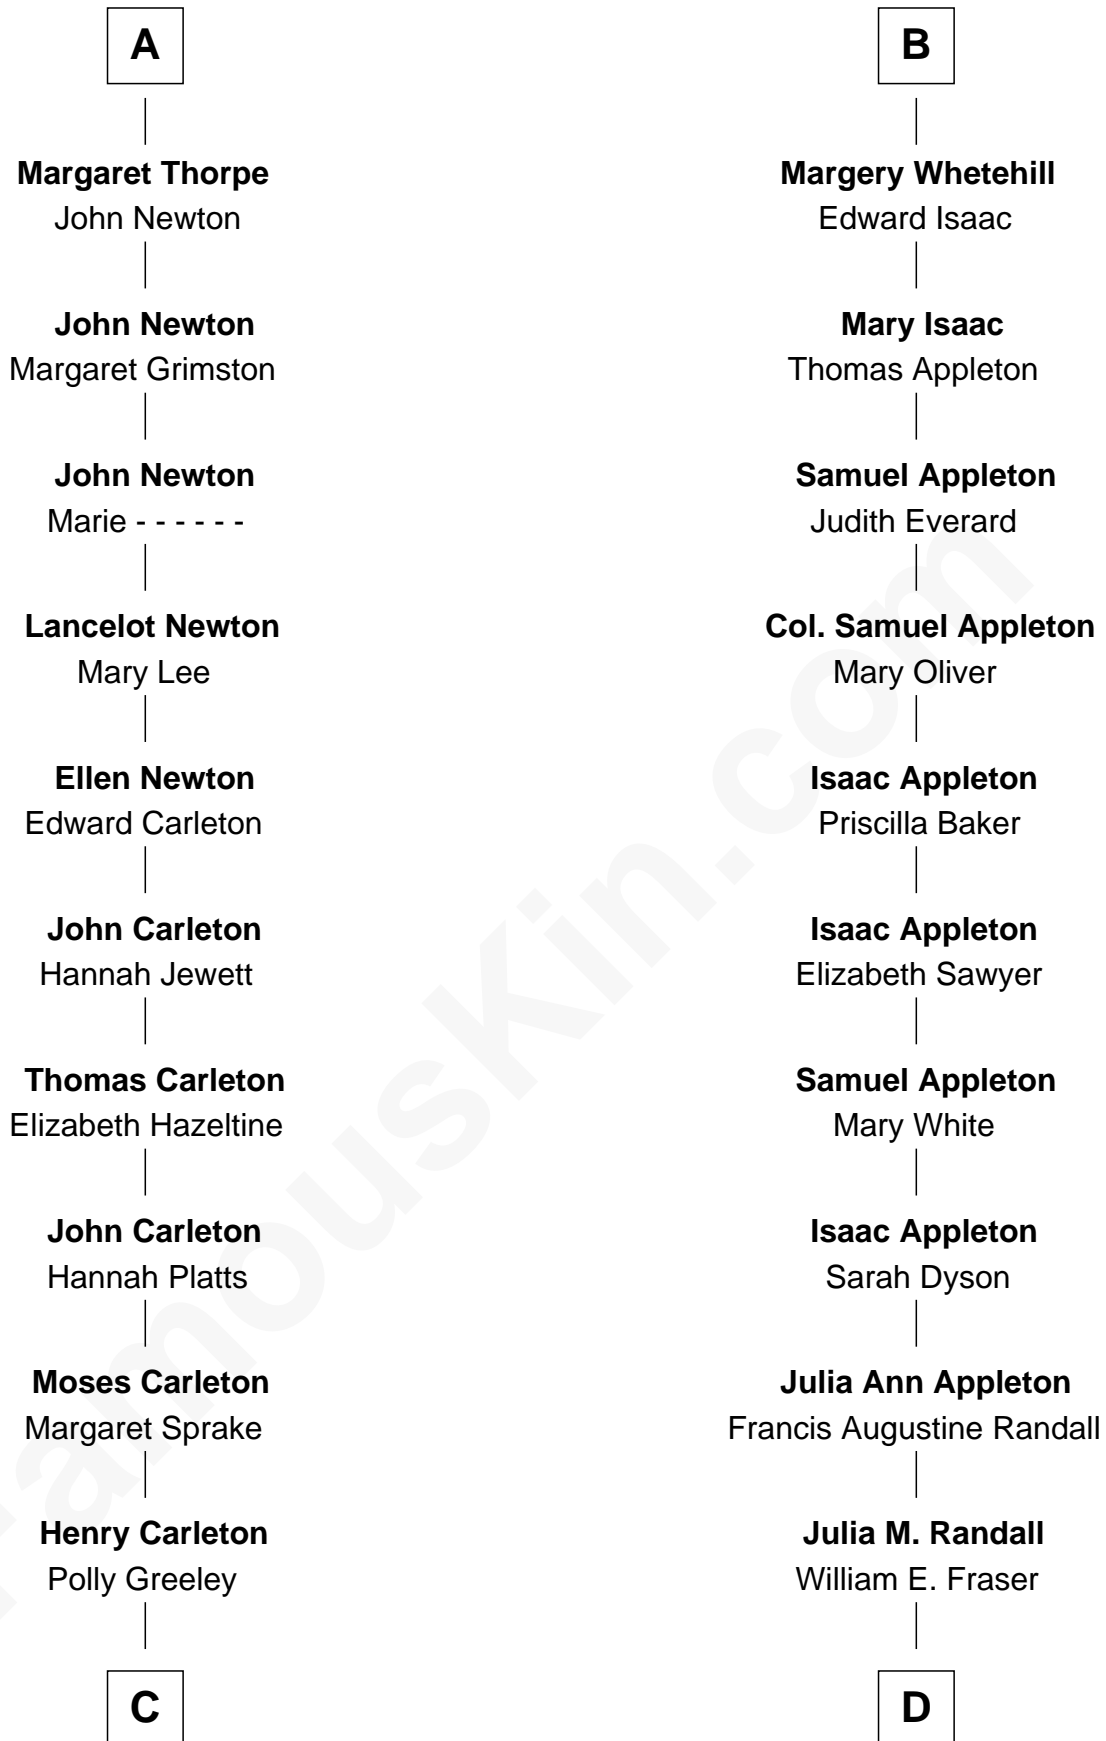 A
Margaret Thorpe
John Newton
John Newton
Margaret Grimston
John Newton
Marie - - - - - -
Lancelot Newton
Mary Lee
Ellen Newton
Edward Carleton
John Carleton
Hannah Jewett
Thomas Carleton
Elizabeth Hazeltine
John Carleton
Hannah Platts
Moses Carleton
Margaret Sprake
Henry Carleton
Polly Greeley
C
B
Margery Whetehill
Edward Isaac
Mary Isaac
Thomas Appleton
Samuel Appleton
Judith Everard
Col. Samuel Appleton
Mary Oliver
Isaac Appleton
Priscilla Baker
Isaac Appleton
Elizabeth Sawyer
Samuel Appleton
Mary White
Isaac Appleton
Sarah Dyson
Julia Ann Appleton
Francis Augustine Randall
Julia M. Randall
William E. Fraser
D
FamousKin.com